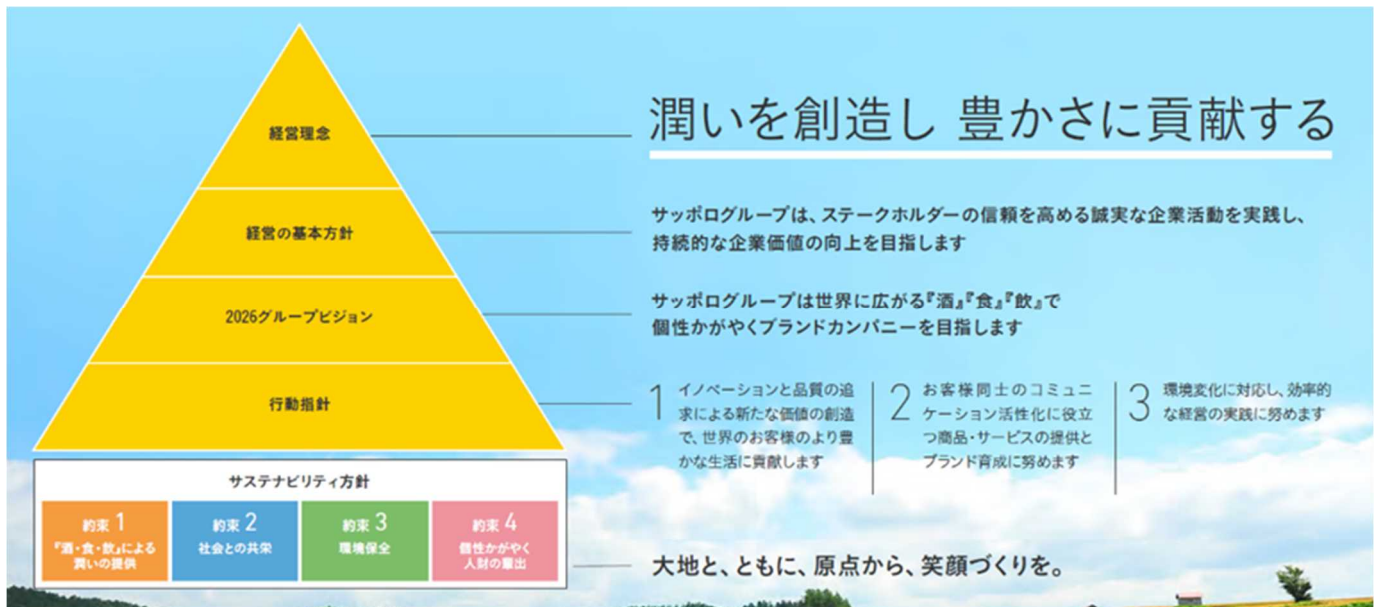 経営理念
潤いを創造し 豊かさに貢献する
経営の基本方針
サッポログループは、ステークホルダーの信頼を高める誠実な企業活動を実践し、
持続的な企業価値の向上を目指します
2026グループビジョン
サッポログループは世界に広がる『酒』『食』『飲』で
個性かがやくブランドカンパニーを目指します
行動指針
1
イノベーションと品質の追
求による新たな価値の創造
で、世界のお客様のより豊
かな生活に貢献します
2
お客様同士のコミュニ
ケーション活性化に役立
つ商品・サービスの提供と
ブランド育成に努めます
3
環境変化に対応し、効率的
な経営の実践に努めます
サステナビリティ方針
約束 1
『酒・食・飲』による
潤いの提供
約束 2
社会との共栄
約束 3
環境保全
約束 4
個性かがやく
人財の輩出
大地と、ともに、原点から、笑顔づくりを。